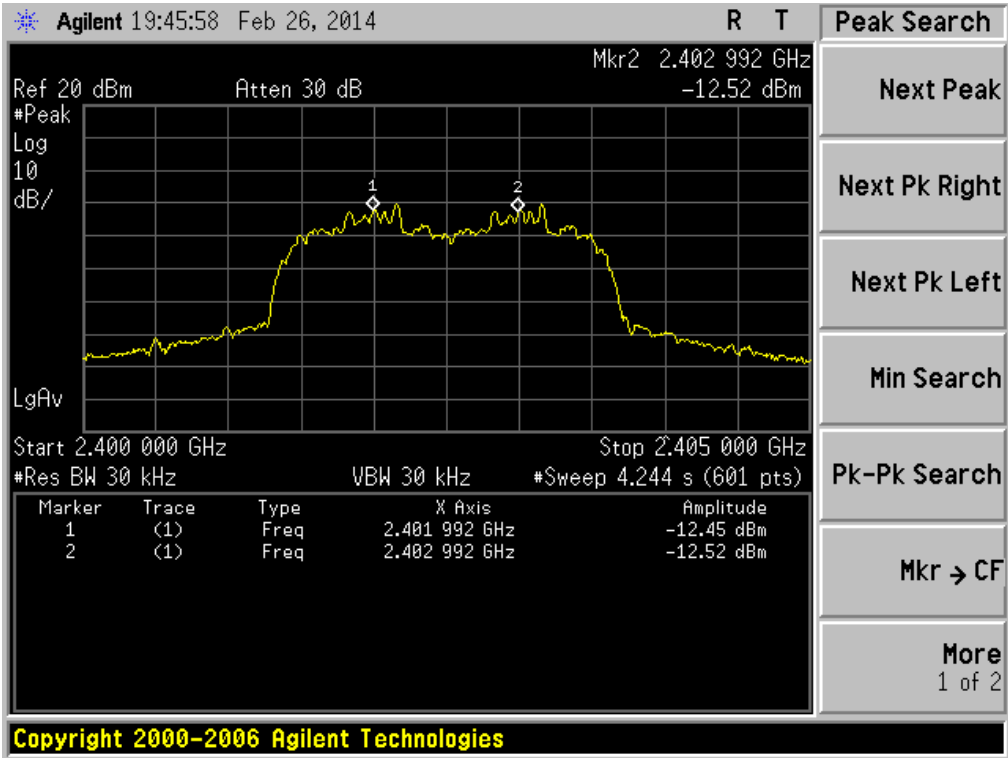 Agilent 19:45:58 Feb 26, 2014 R T
Mkr2 2.402 992 GHz
Ref 20 dBm Atten 30 dB -12.52 dBm
#Peak
Log
10
dB/
1 2
LgAv
Start 2.400 000 GHz Stop 2.405 000 GHz
#Res BW 30 kHz VBW 30 kHz #Sweep 4.244 s (601 pts)
Marker Trace Type X Axis Amplitude
1 (1) Freq 2.401 992 GHz -12.45 dBm
2 (1) Freq 2.402 992 GHz -12.52 dBm
Peak Search
Next Peak
Next Pk Right
Next Pk Left
Min Search
Pk-Pk Search
Mkr → CF
More
1 of 2
Copyright 2000-2006 Agilent Technologies